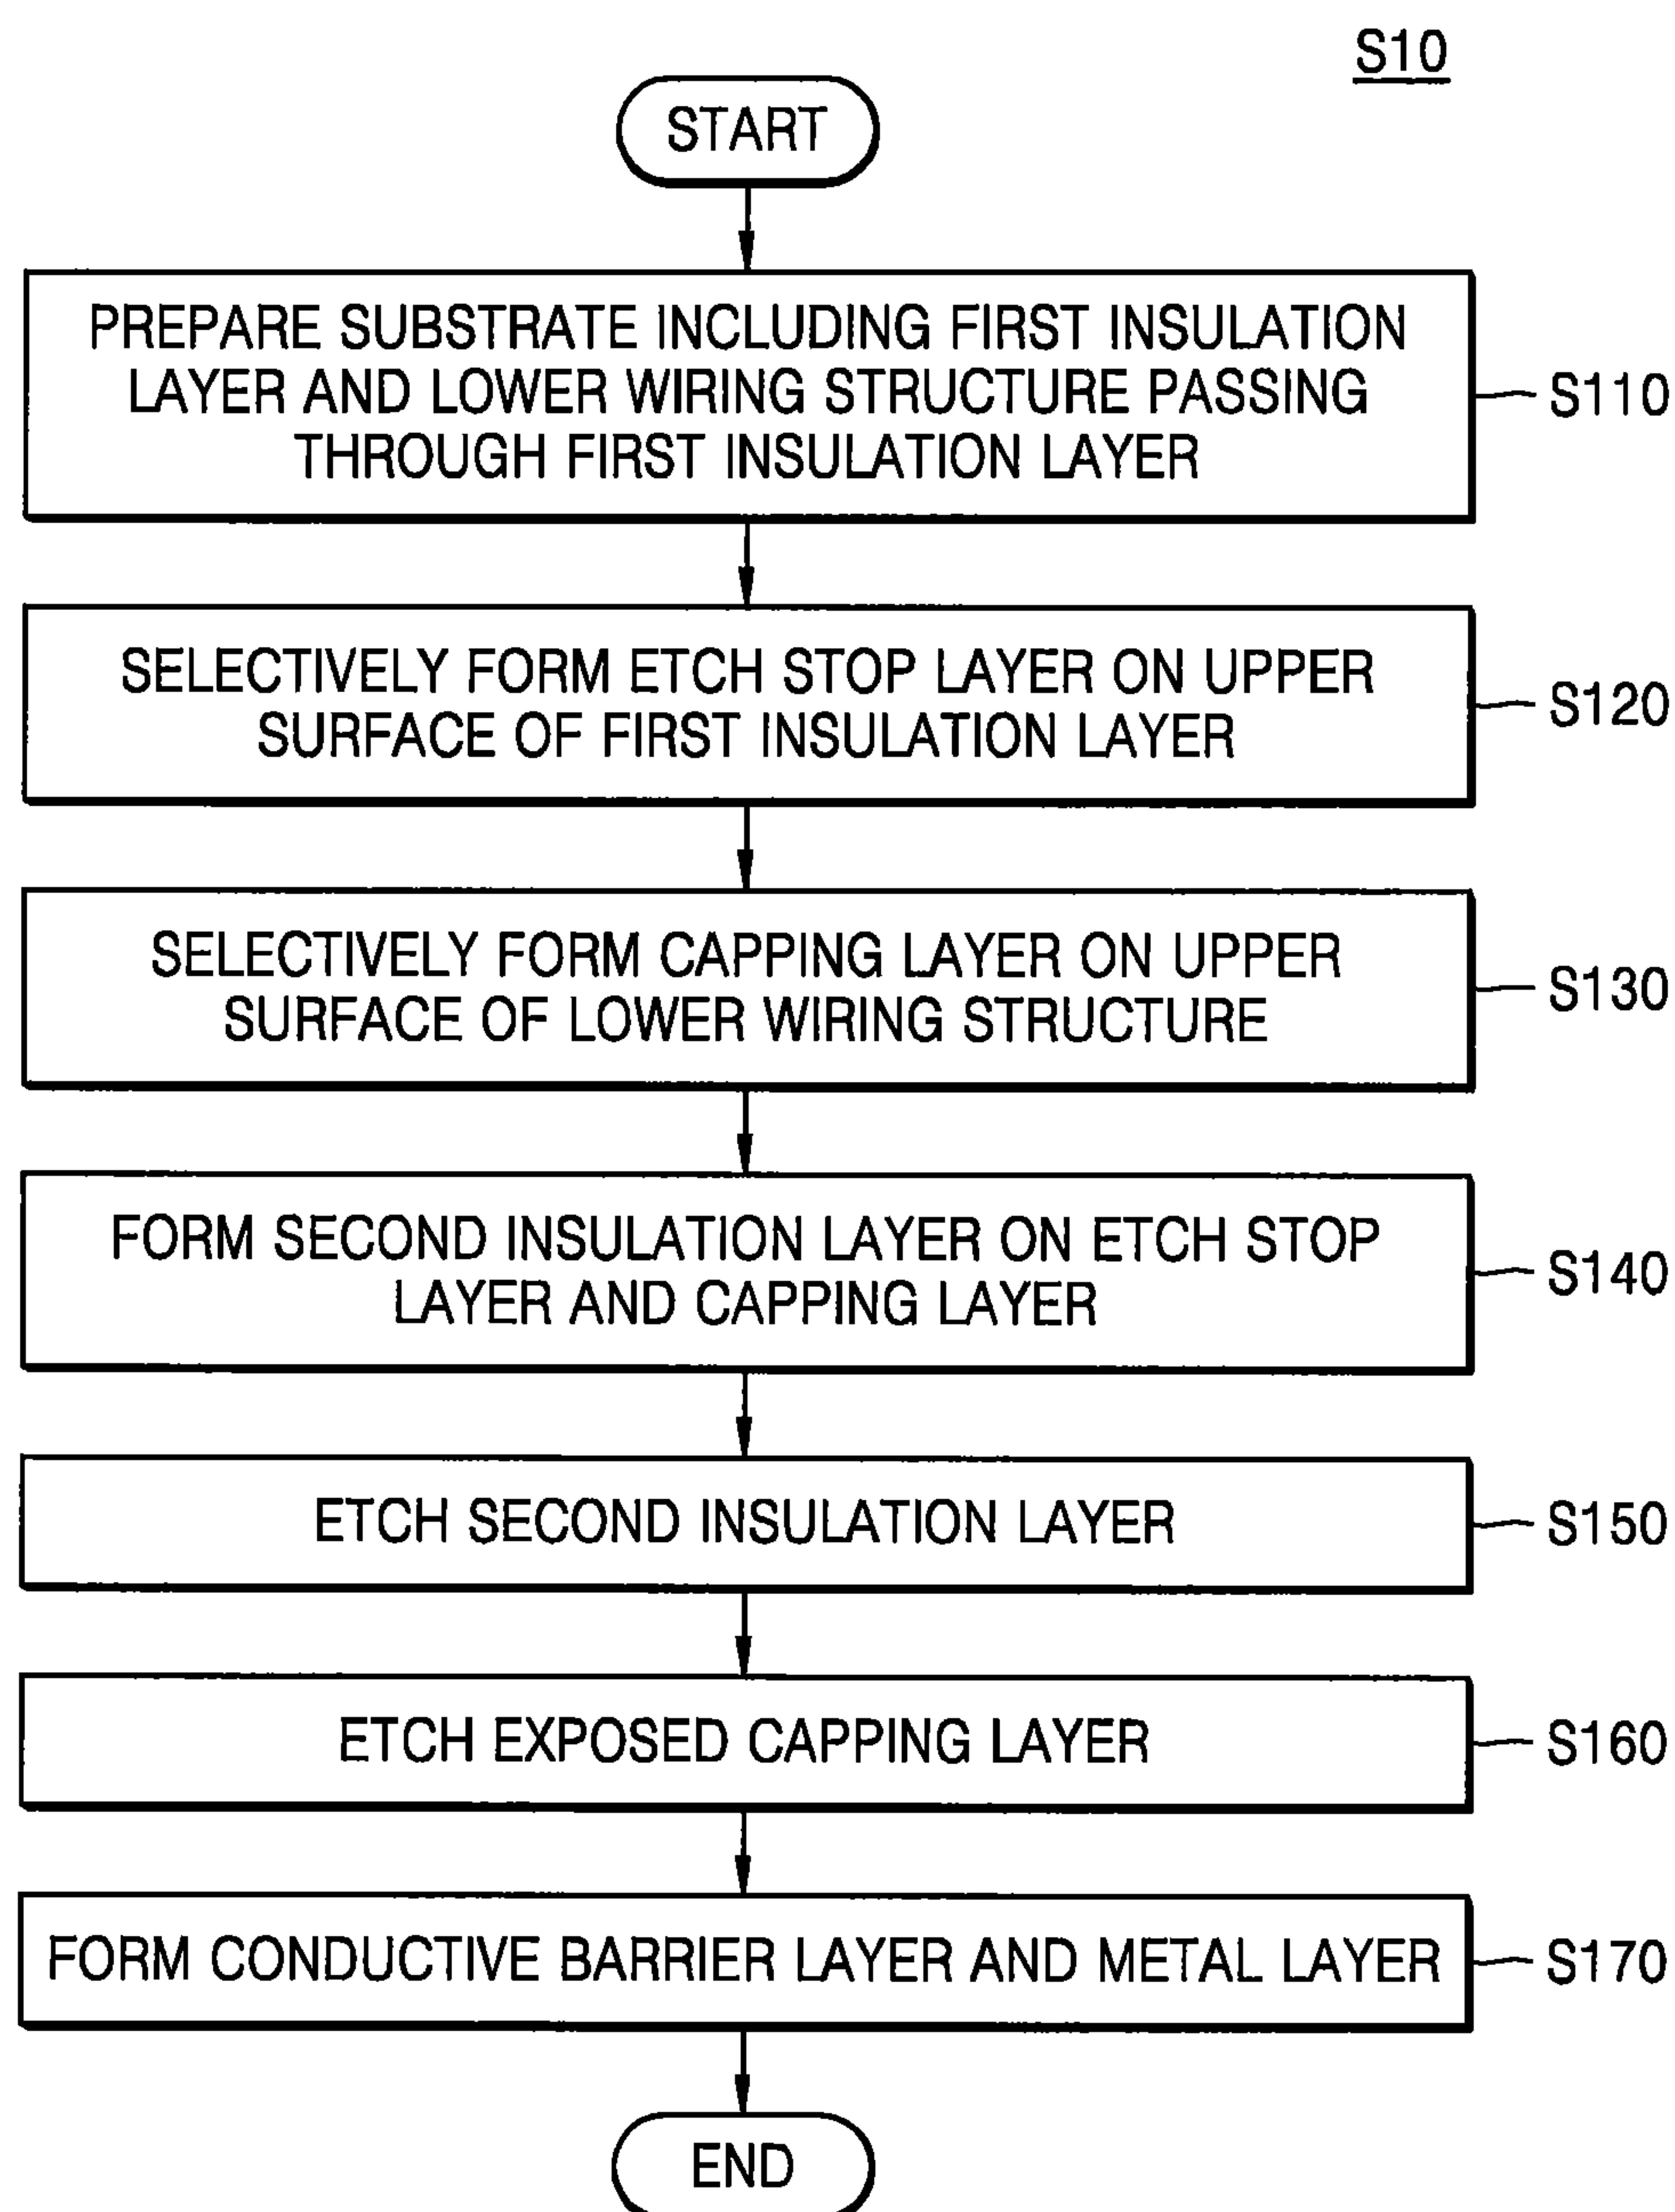 S10
START
PREPARE SUBSTRATE INCLUDING FIRST INSULATION
LAYER AND LOWER WIRING STRUCTURE PASSING
THROUGH FIRST INSULATION LAYER
S110
SELECTIVELY FORM ETCH STOP LAYER ON UPPER
SURFACE OF FIRST INSULATION LAYER
S120
SELECTIVELY FORM CAPPING LAYER ON UPPER
SURFACE OF LOWER WIRING STRUCTURE
S130
FORM SECOND INSULATION LAYER ON ETCH STOP
LAYER AND CAPPING LAYER
S140
ETCH SECOND INSULATION LAYER
S150
ETCH EXPOSED CAPPING LAYER
S160
FORM CONDUCTIVE BARRIER LAYER AND METAL LAYER
S170
END